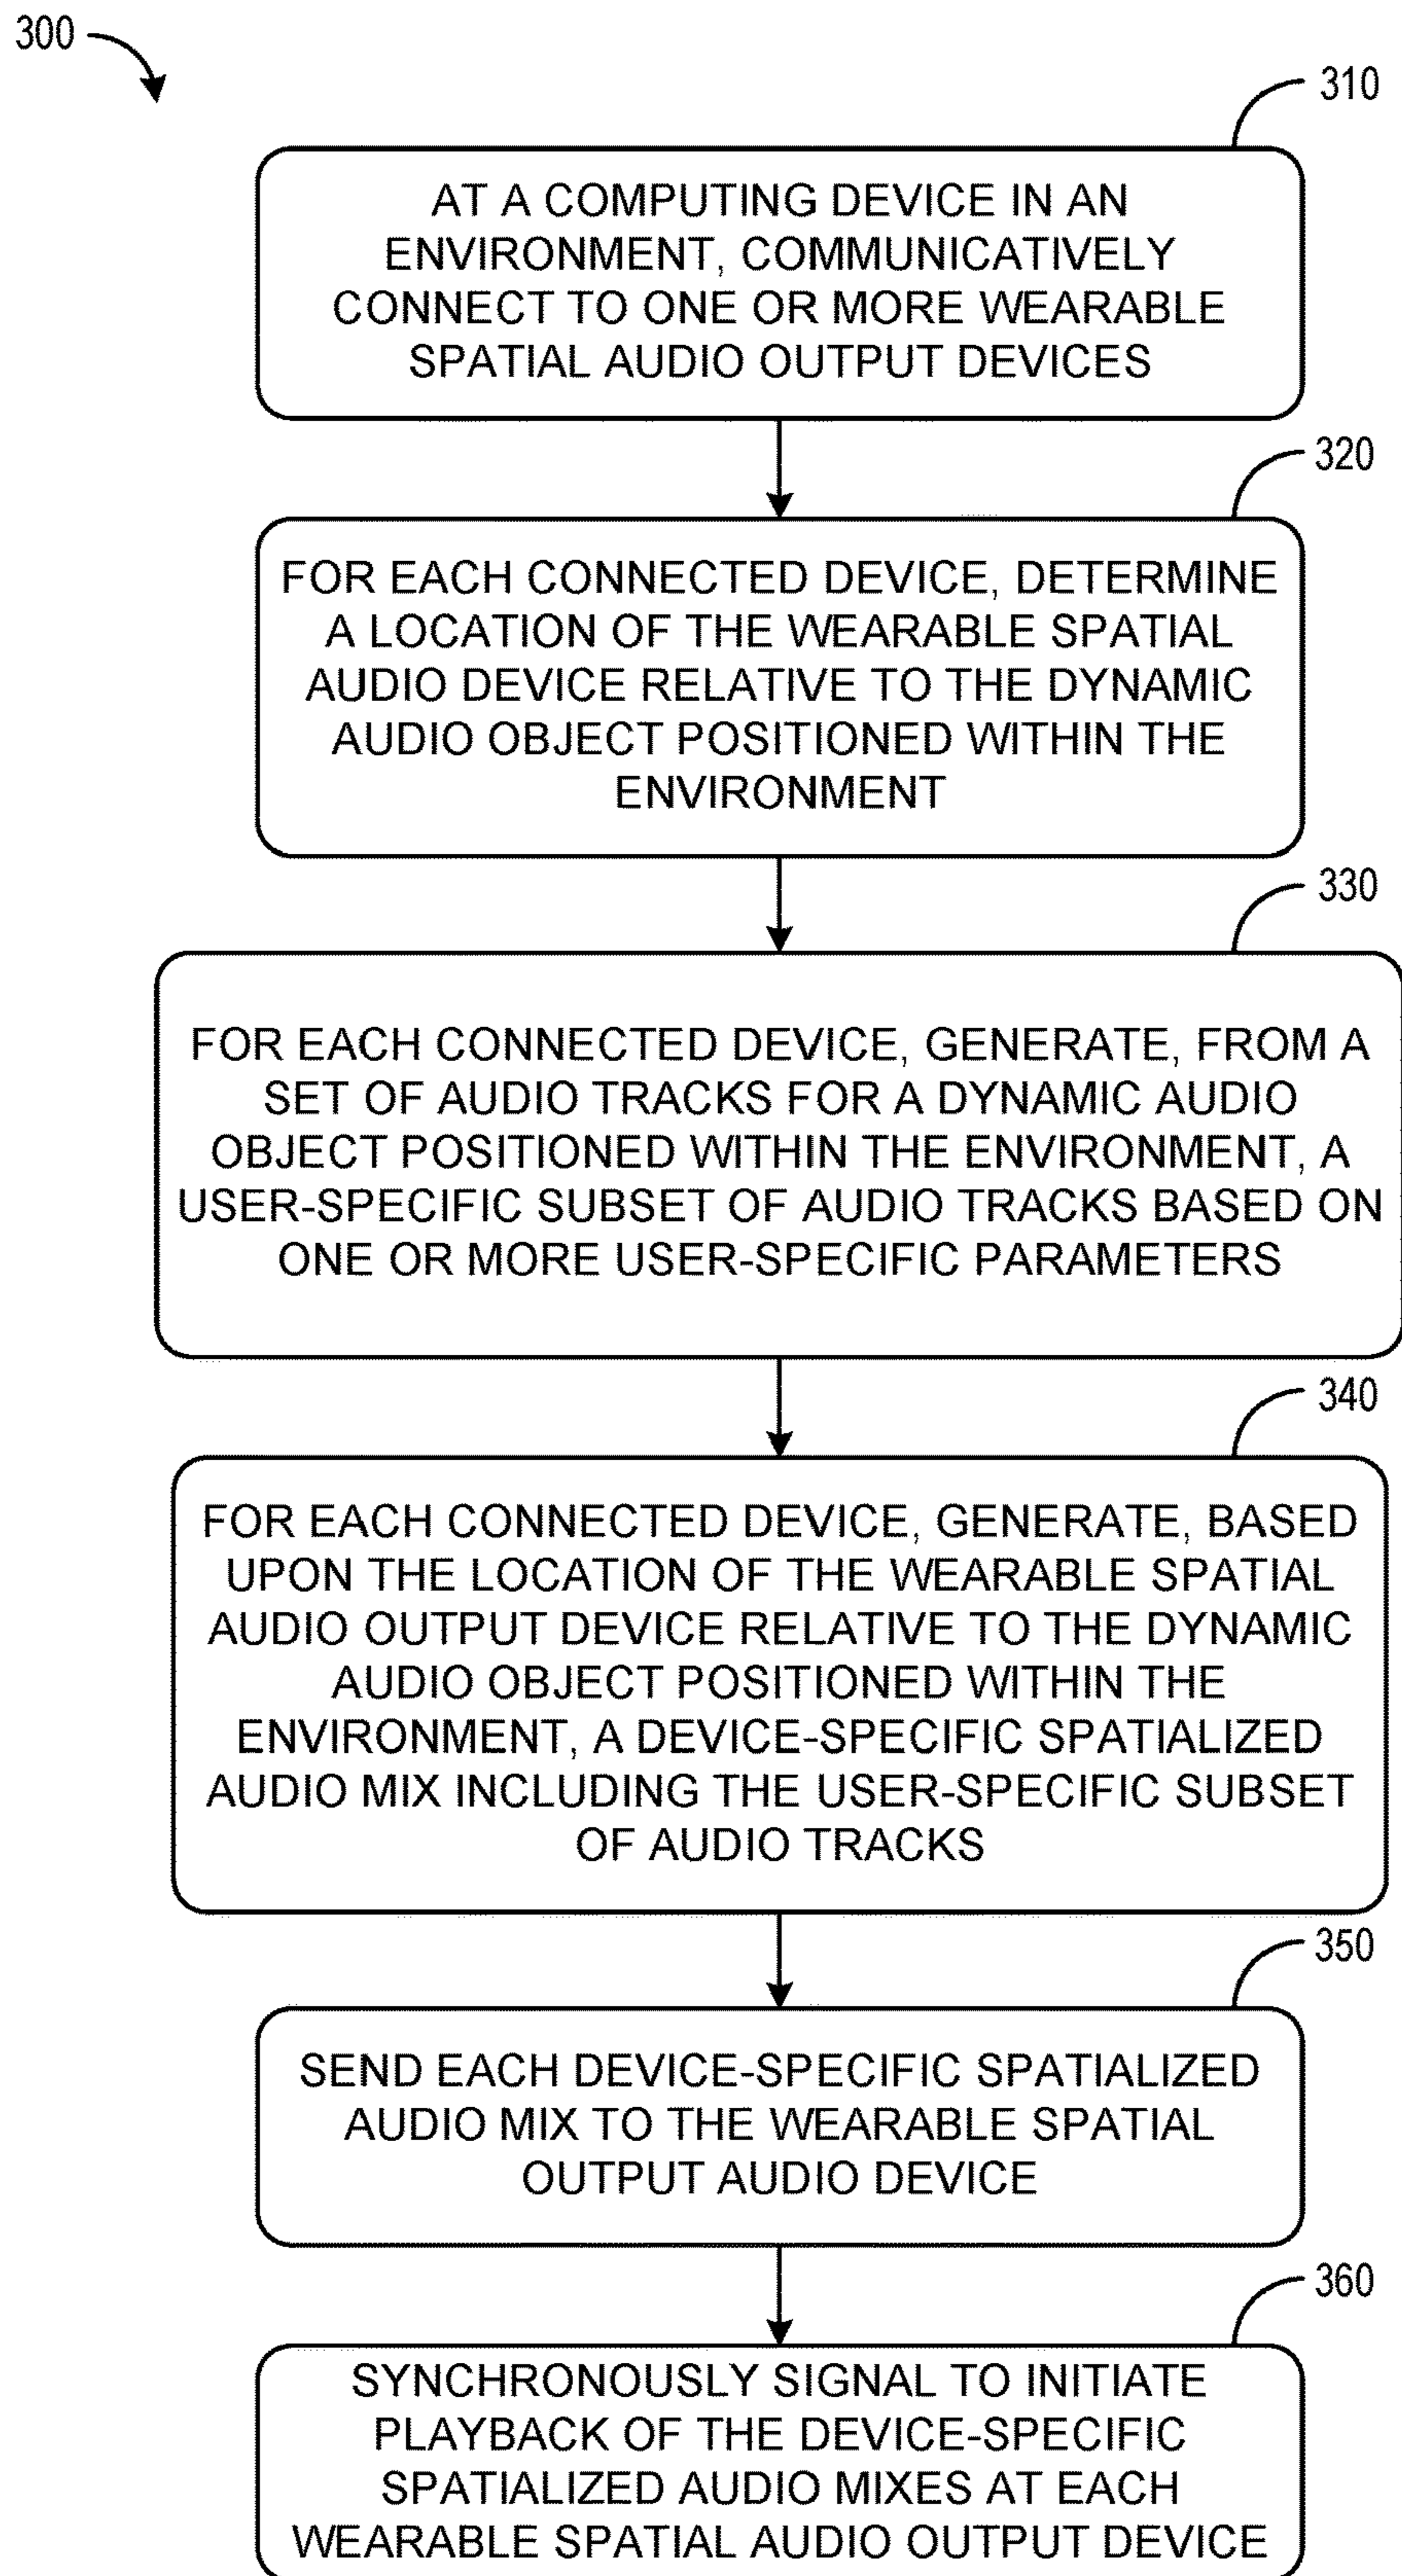 300
310
AT A COMPUTING DEVICE IN AN
ENVIRONMENT, COMMUNICATIVELY
CONNECT TO ONE OR MORE WEARABLE
SPATIAL AUDIO OUTPUT DEVICES
320
FOR EACH CONNECTED DEVICE, DETERMINE
A LOCATION OF THE WEARABLE SPATIAL
AUDIO DEVICE RELATIVE TO THE DYNAMIC
AUDIO OBJECT POSITIONED WITHIN THE
ENVIRONMENT
330
FOR EACH CONNECTED DEVICE, GENERATE, FROM A
SET OF AUDIO TRACKS FOR A DYNAMIC AUDIO
OBJECT POSITIONED WITHIN THE ENVIRONMENT, A
USER-SPECIFIC SUBSET OF AUDIO TRACKS BASED ON
ONE OR MORE USER-SPECIFIC PARAMETERS
340
FOR EACH CONNECTED DEVICE, GENERATE, BASED
UPON THE LOCATION OF THE WEARABLE SPATIAL
AUDIO OUTPUT DEVICE RELATIVE TO THE DYNAMIC
AUDIO OBJECT POSITIONED WITHIN THE
ENVIRONMENT, A DEVICE-SPECIFIC SPATIALIZED
AUDIO MIX INCLUDING THE USER-SPECIFIC SUBSET
OF AUDIO TRACKS
350
SEND EACH DEVICE-SPECIFIC SPATIALIZED
AUDIO MIX TO THE WEARABLE SPATIAL
OUTPUT AUDIO DEVICE
360
SYNCHRONOUSLY SIGNAL TO INITIATE
PLAYBACK OF THE DEVICE-SPECIFIC
SPATIALIZED AUDIO MIXES AT EACH
WEARABLE SPATIAL AUDIO OUTPUT DEVICE